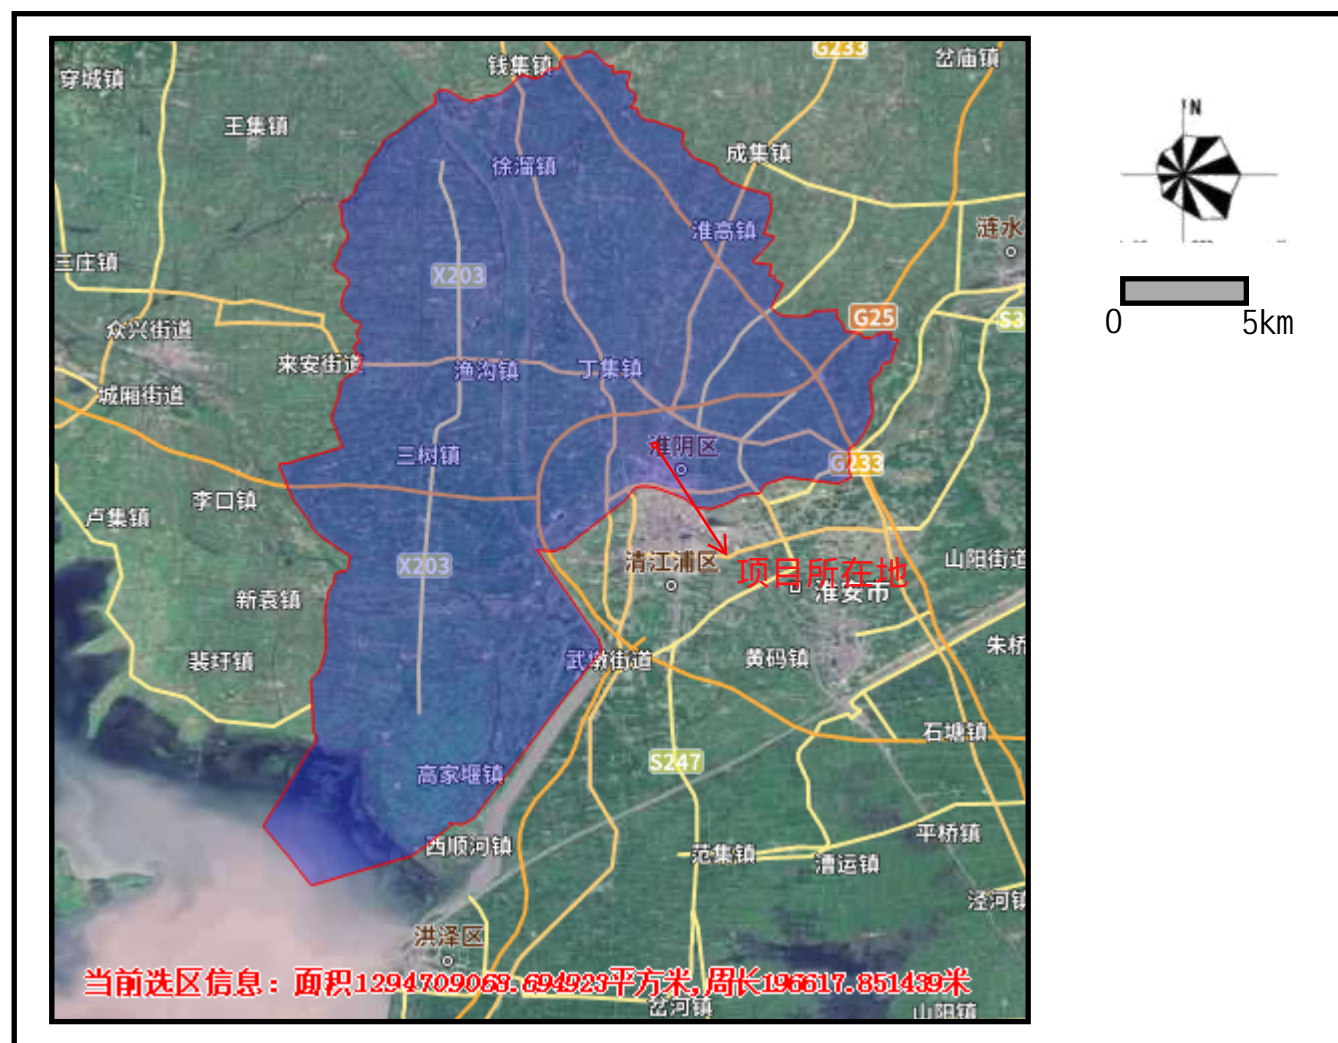 G233
岔庙镇
钱集镇
穿城镇
王集镇
成集镇
徐溜镇
淮高镇
涟水
三庄镇
X203
G25
S3
众兴街道
来安街道
渔沟镇
丁集镇
城厢街道
淮阴区
三树镇
G233
李口镇
卢集镇
清江浦区
项目所在地
山阳街道
X203
淮安市
新袁镇
裴圩镇
武墩街道
黄码镇
朱桥
石塘镇
S247
高家堰镇
西顺河镇
范集镇
漕运镇
平桥镇
泾河镇
洪泽区
当前选区信息：面积1294709068.694923平方米,周长196617.851439米
岔河镇
山阳镇
N
0 5km